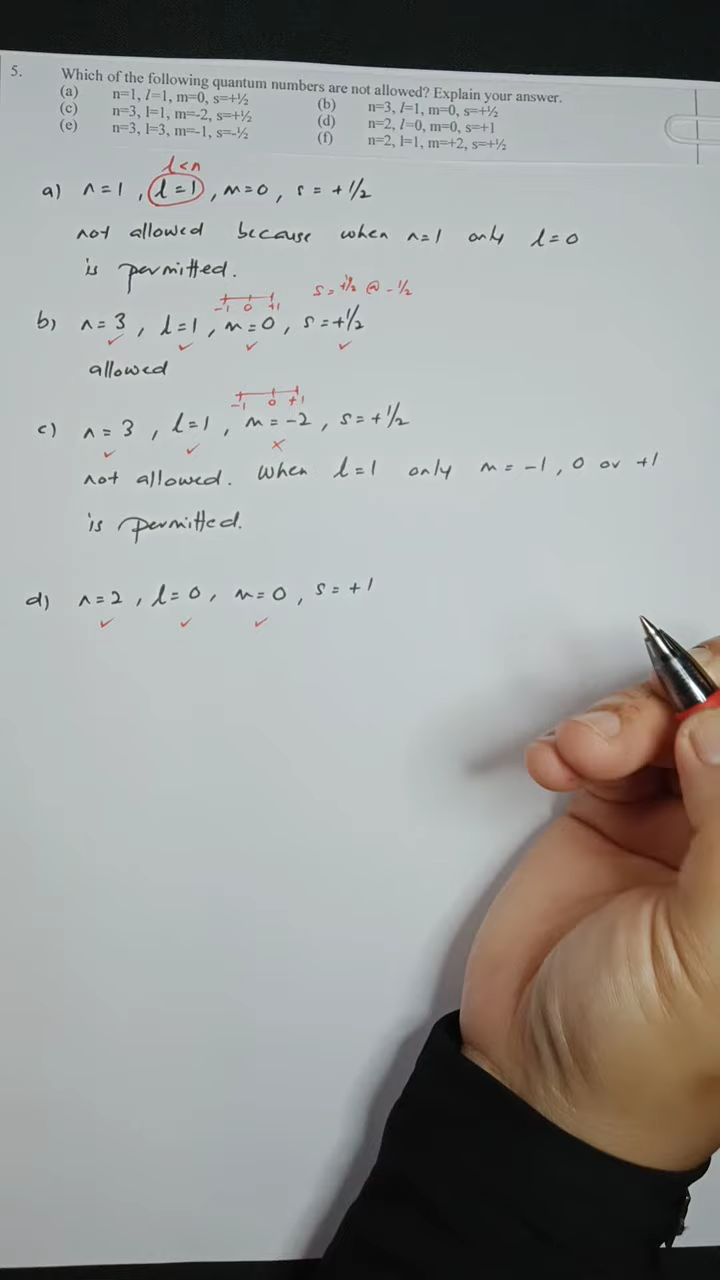 5. Which of the following quantum numbers are not allowed? Explain your answer.
(a) n=1, l=1, m=0, s=+½ (b) n=3, l=1, m=0, s=+½
(c) n=3, l=1, m=-2, s=+½ (d) n=2, l=0, m=0, s=+1
(e) n=3, l=3, m=-1, s=-½ (f) n=2, l=1, m=+2, s=+½
l<n
a) n=1, l=1, m=0, s=+1/2
not allowed because when n=1 only l=0
is permitted.
s=+1/2 @ -1/2
-1 0 +1
b) n=3, l=1, m=0, s=+1/2
✓ ✓ ✓ ✓
allowed
-1 0 +1
c) n=3, l=1, m=-2, s=+1/2
✓ ✓ ×
not allowed. When l=1 only m=-1, 0 or +1
is permitted.
d) n=2, l=0, m=0, s=+1
✓ ✓ ✓